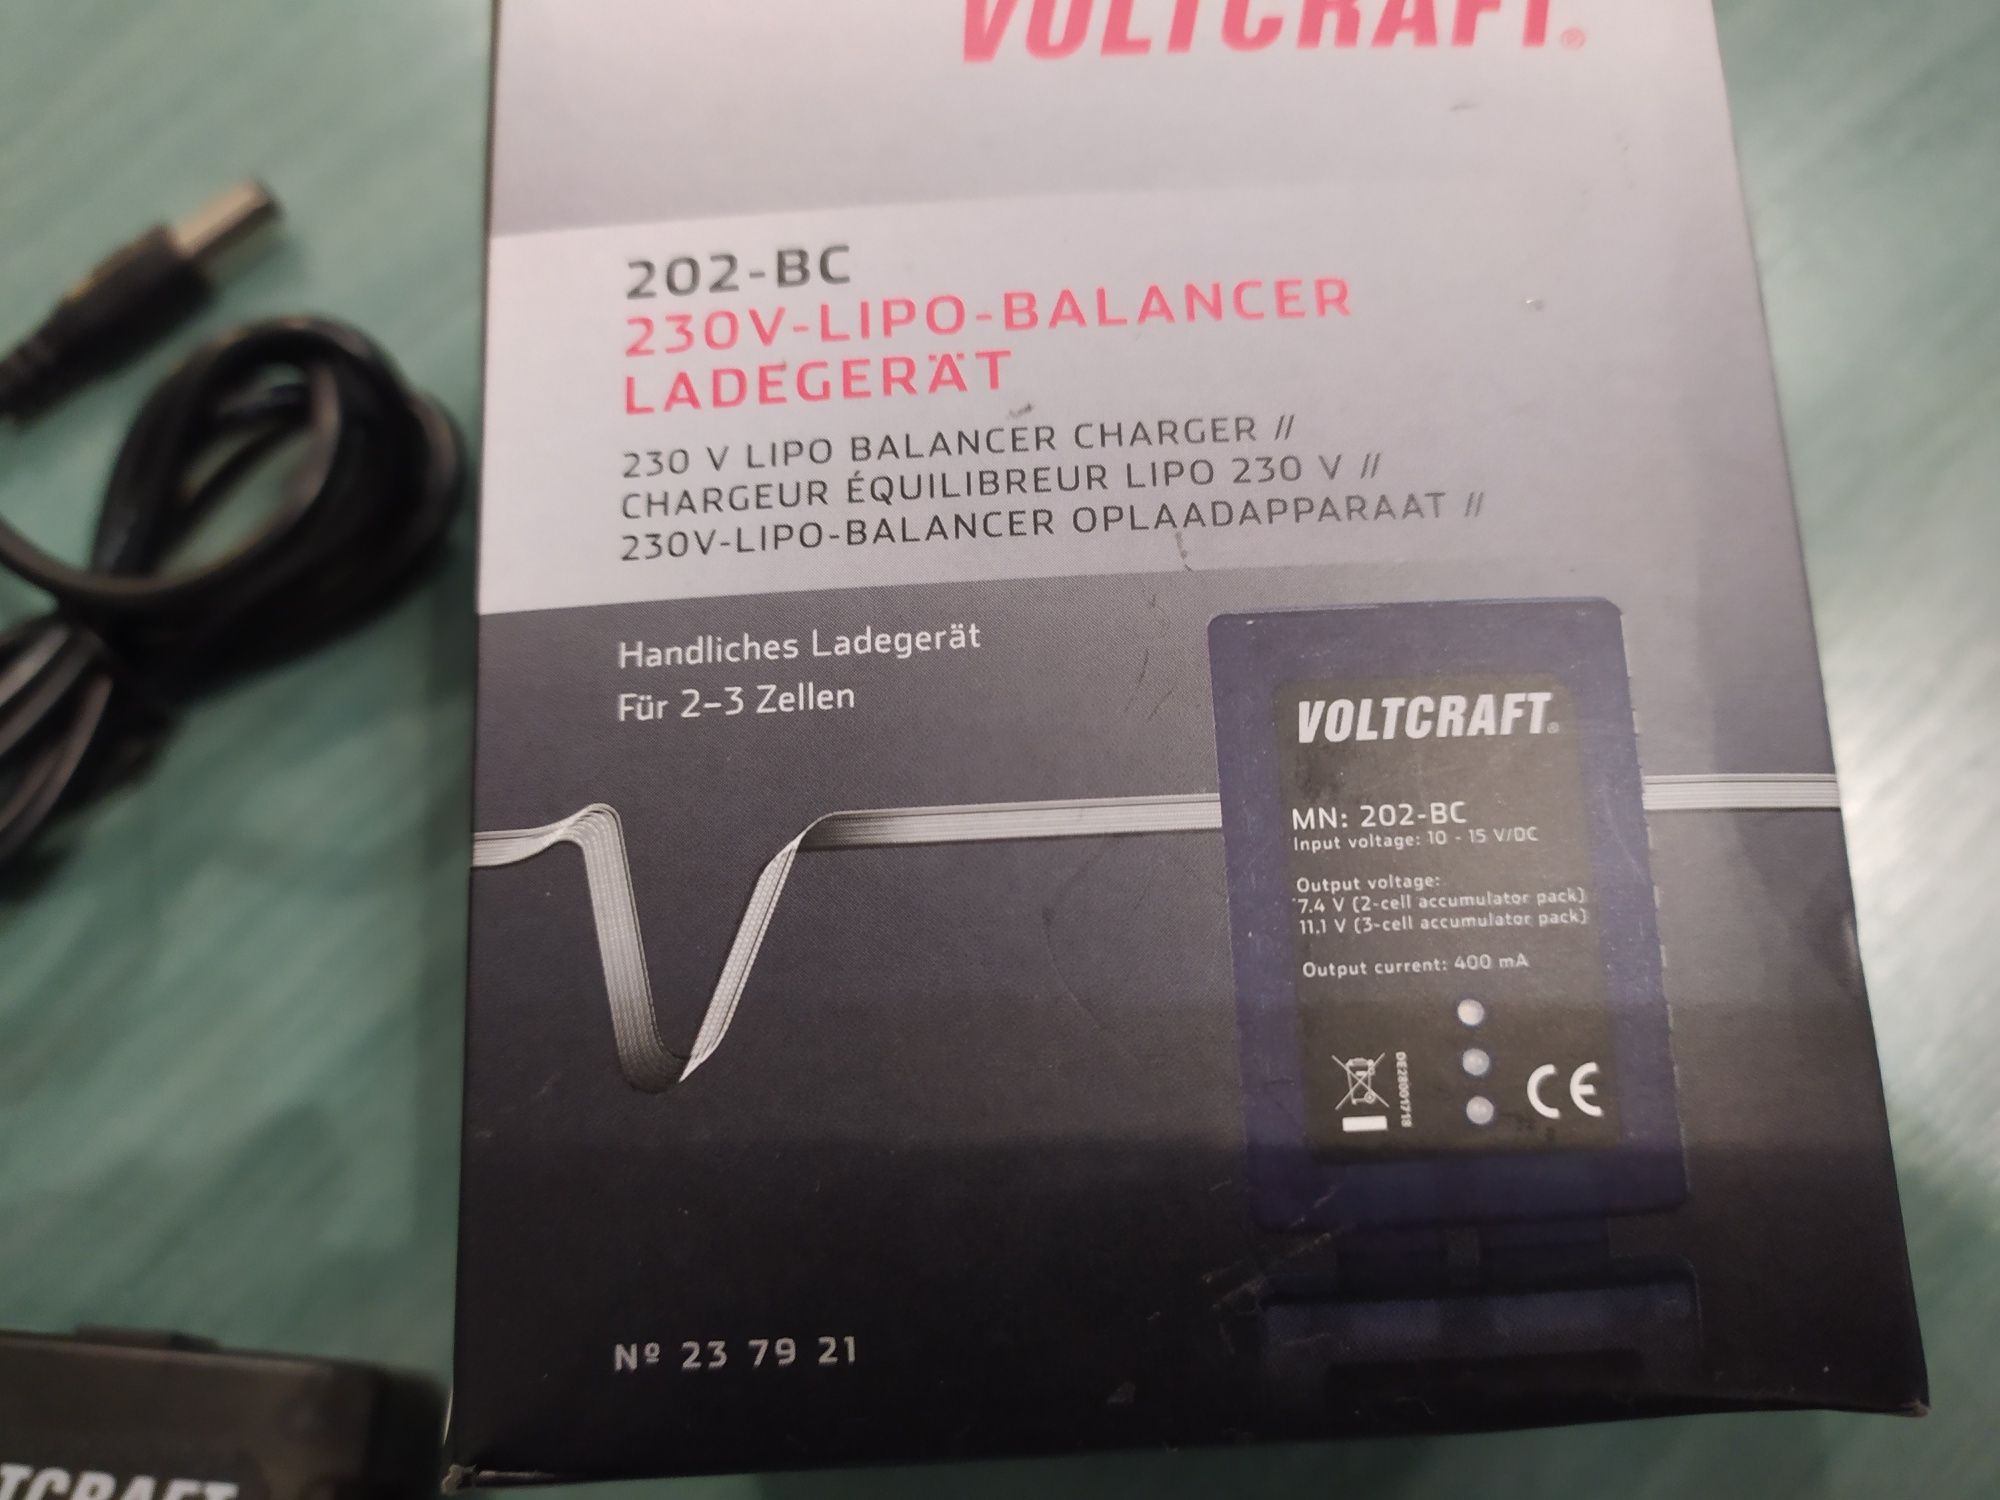 VOLTCRAFT®
202-BC
230V-LIPO-BALANCER
LADEGERÄT
230 V LIPO BALANCER CHARGER //
CHARGEUR ÉQUILIBREUR LIPO 230 V //
230V-LIPO-BALANCER OPLAADAPPARAAT //
Handliches Ladegerät
Für 2–3 Zellen
VOLTCRAFT®
MN: 202-BC
Input voltage: 10 - 15 V/DC
Output voltage:
7.4 V (2-cell accumulator pack)
11.1 V (3-cell accumulator pack)
Output current: 400 mA
DE28001718
CE
Nº 23 79 21
TCRAFT